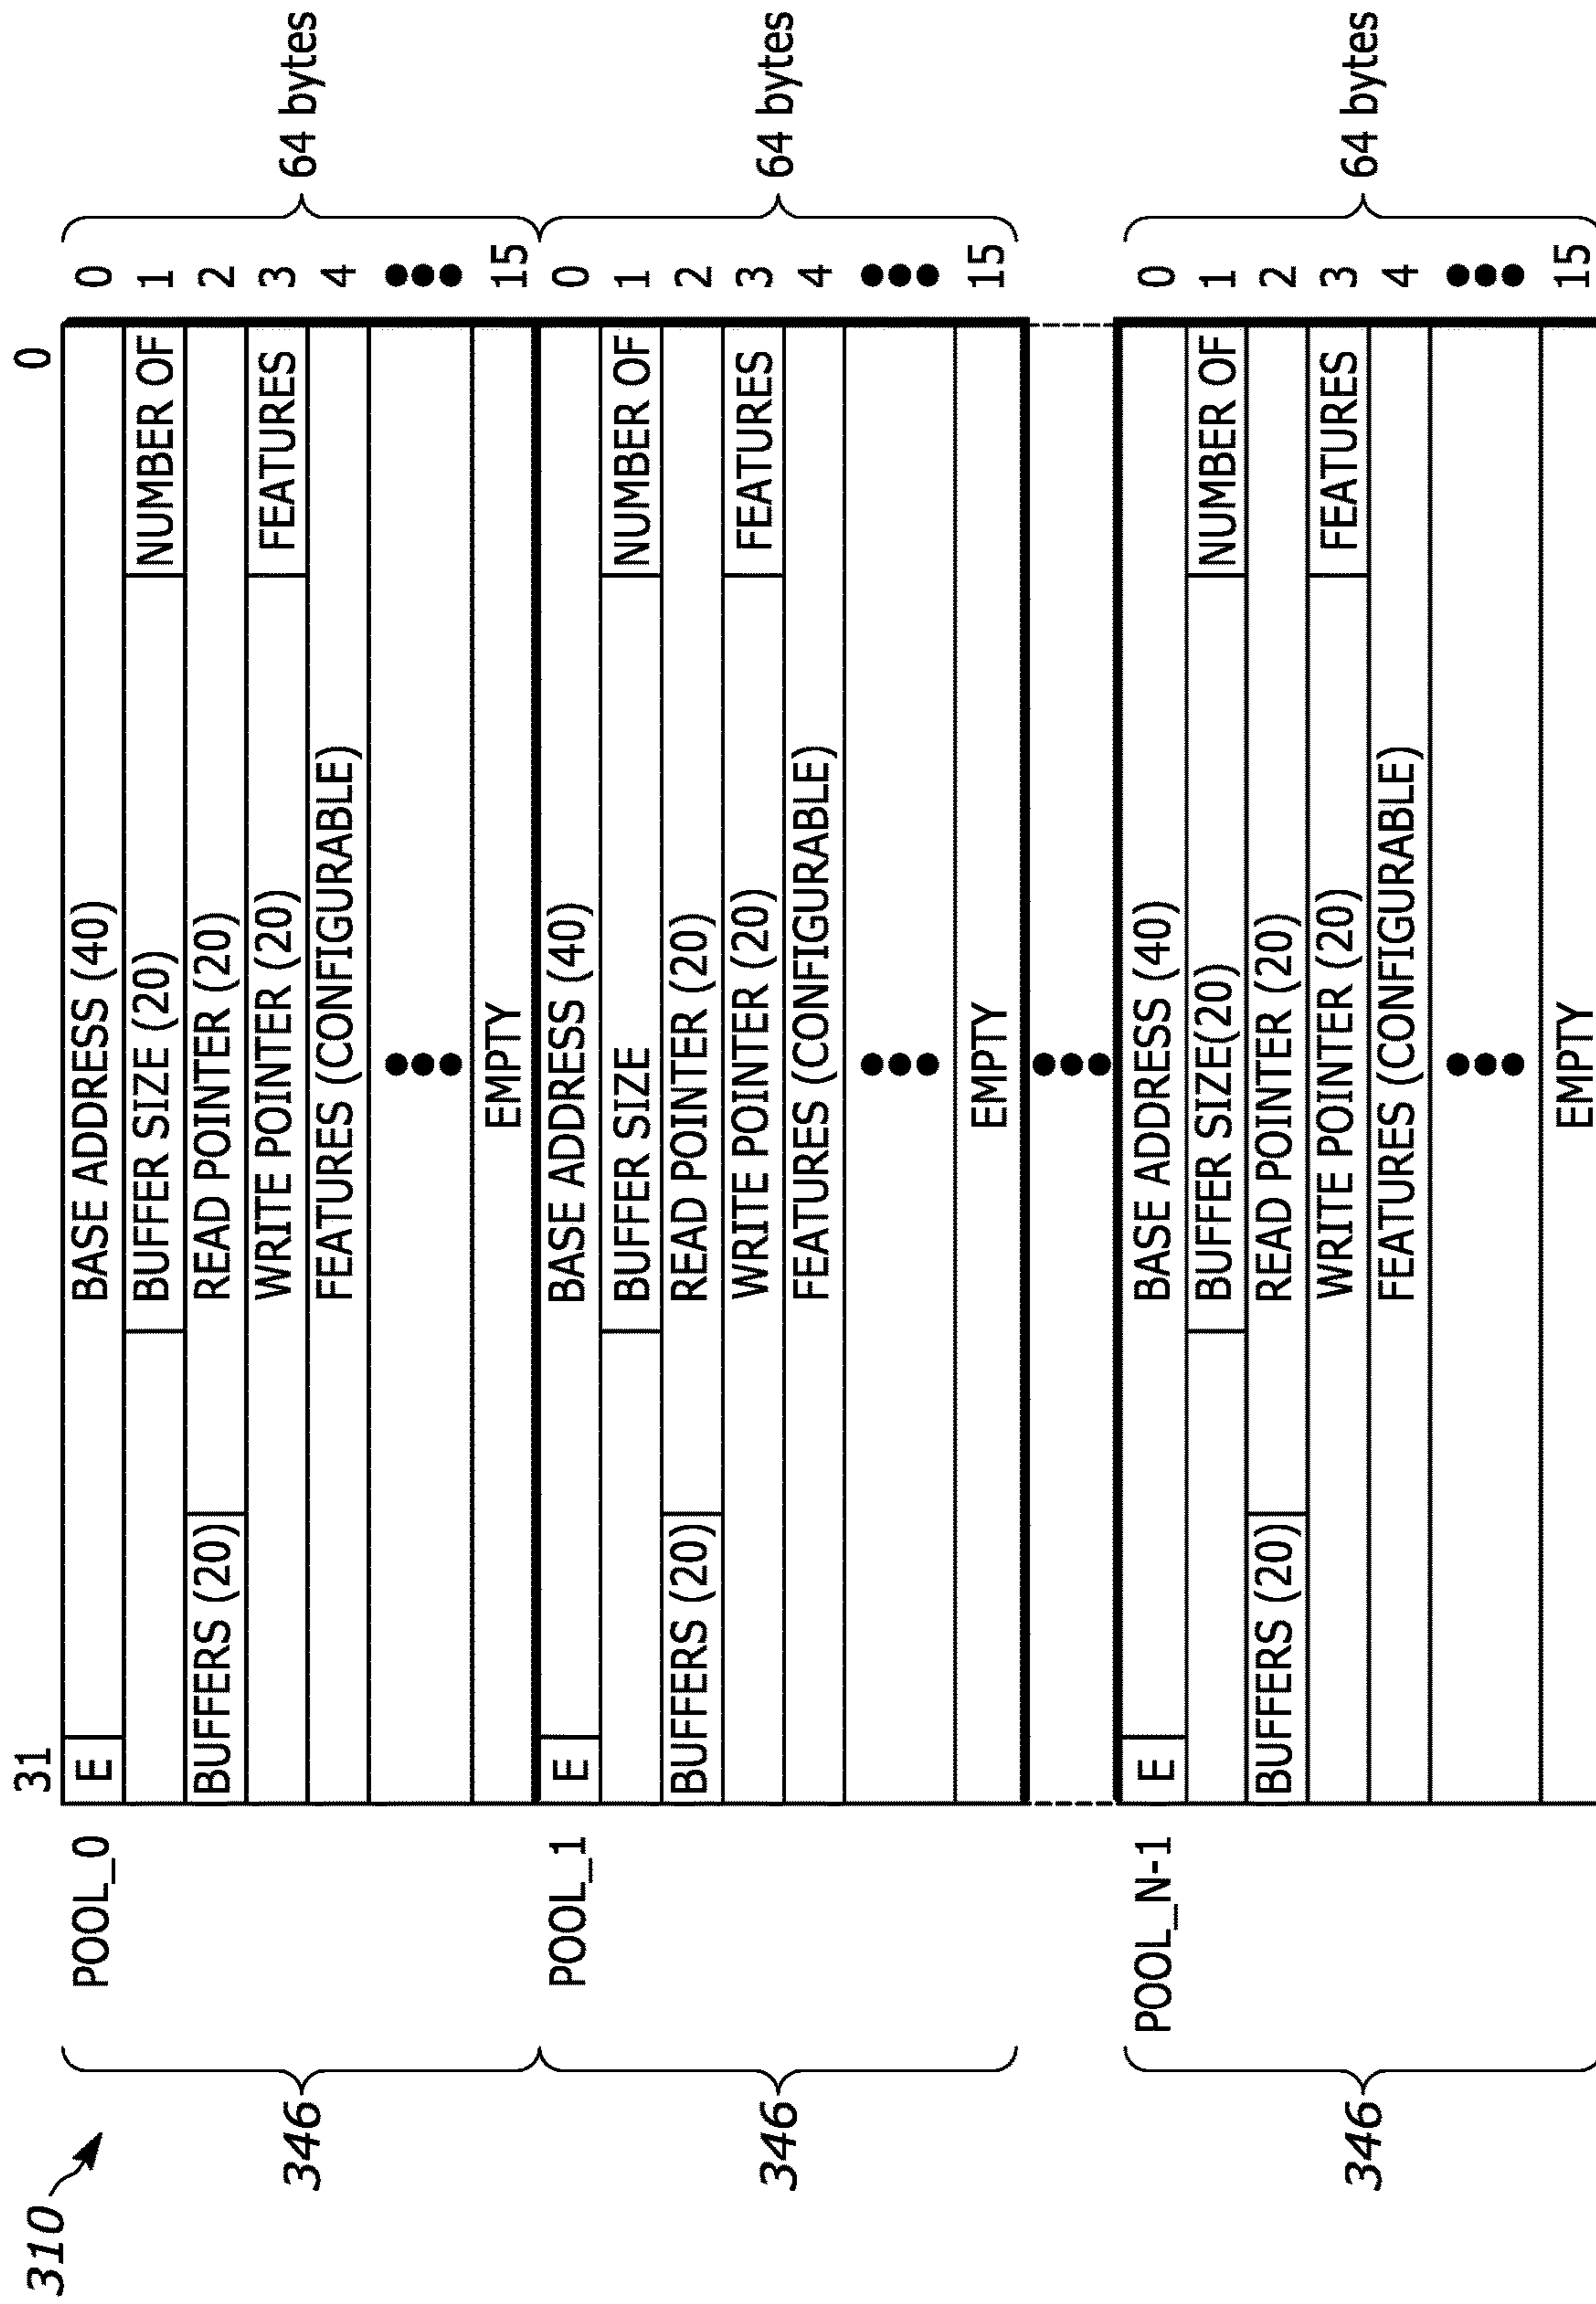 310
31 0
POOL_0 E BASE ADDRESS (40) 0
BUFFER SIZE (20) NUMBER OF 1
BUFFERS (20) READ POINTER (20) 2
WRITE POINTER (20) FEATURES 3
FEATURES (CONFIGURABLE) 4
346 64 bytes
EMPTY 15
POOL_1 E BASE ADDRESS (40) 0
BUFFER SIZE NUMBER OF 1
BUFFERS (20) READ POINTER (20) 2
WRITE POINTER (20) FEATURES 3
FEATURES (CONFIGURABLE) 4
346 64 bytes
EMPTY 15
POOL_N-1 E BASE ADDRESS (40) 0
BUFFER SIZE(20) NUMBER OF 1
BUFFERS (20) READ POINTER (20) 2
WRITE POINTER (20) FEATURES 3
FEATURES (CONFIGURABLE) 4
346 64 bytes
EMPTY 15